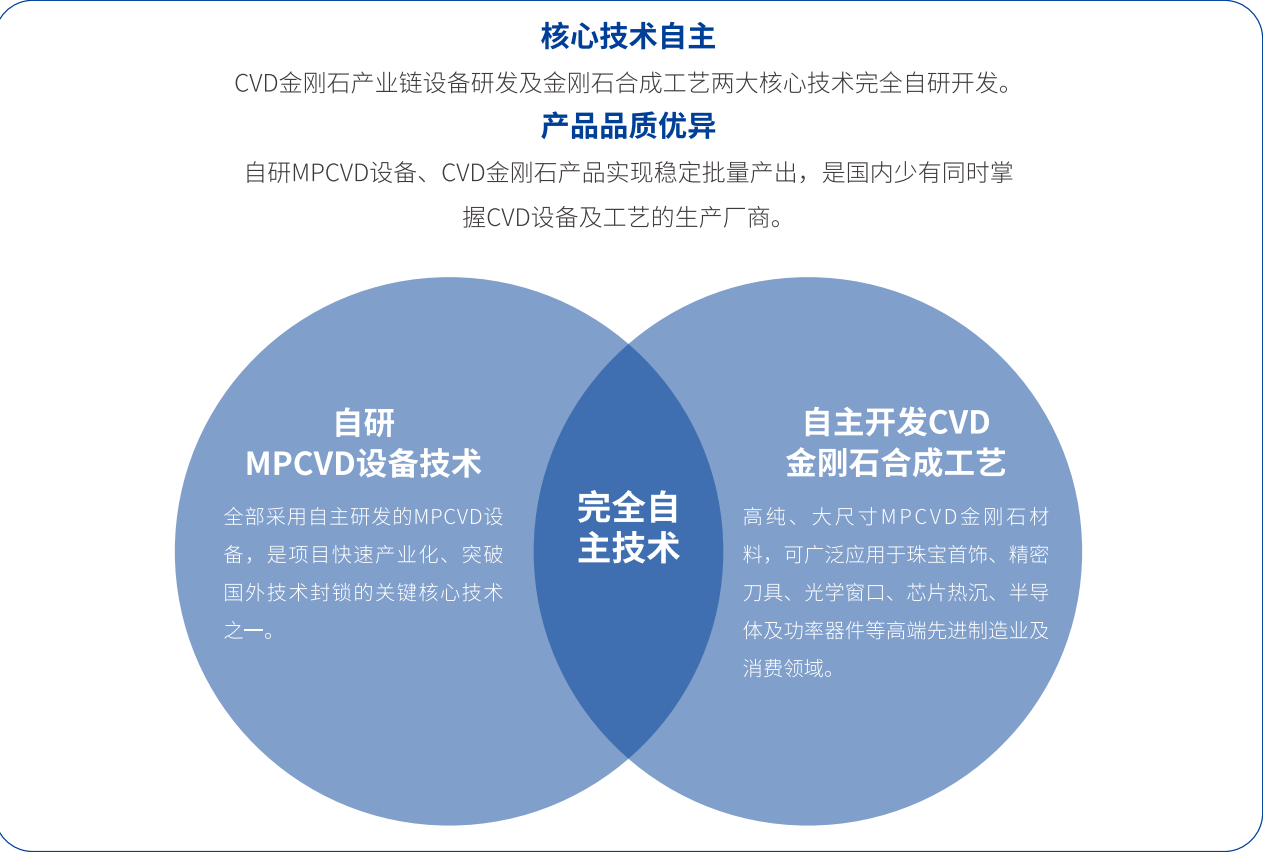 核心技术自主
CVD金刚石产业链设备研发及金刚石合成工艺两大核心技术完全自研开发。
产品品质优异
自研MPCVD设备、CVD金刚石产品实现稳定批量产出，是国内少有同时掌
握CVD设备及工艺的生产厂商。
自研
MPCVD设备技术
全部采用自主研发的MPCVD设
备，是项目快速产业化、突破
国外技术封锁的关键核心技术
之一。
完全自
主技术
自主开发CVD
金刚石合成工艺
高纯、大尺寸MPCVD金刚石材
料，可广泛应用于珠宝首饰、精密
刀具、光学窗口、芯片热沉、半导
体及功率器件等高端先进制造业及
消费领域。